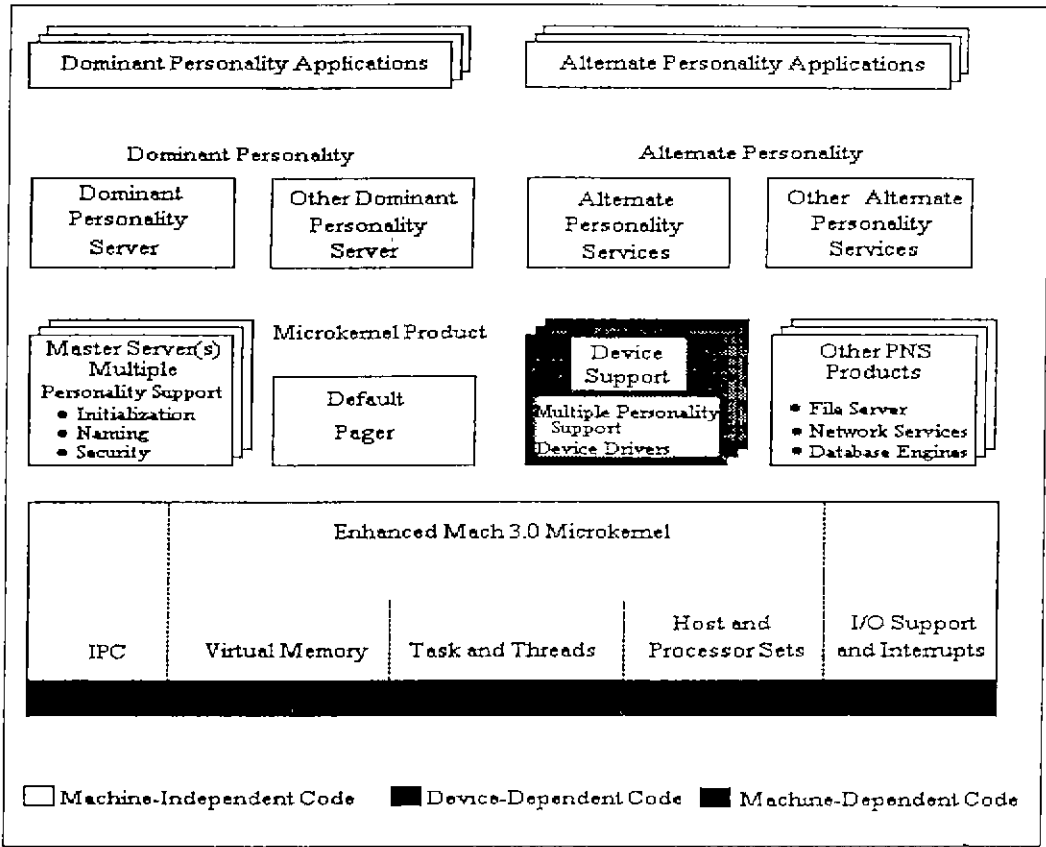 Dominant Personality Applications
Alternate Personality Applications
Dominant Personality
Alternate Personality
Dominant
Personality
Server
Other Dominant
Personality
Server
Alternate
Personality
Services
Other Alternate
Personality
Services
Master Server(s)
Multiple
Personality Support
• Initialization
• Naming
• Security
Microkernel Product
Default
Pager
Device
Support
Multiple Personality
Support
Device Drivers
Other PNS
Products
• File Server
• Network Services
• Database Engines
Enhanced Mach 3.0 Microkernel
IPC
Virtual Memory
Task and Threads
Host and
Processor Sets
I/O Support
and Interrupts
Machine-Independent Code
Device-Dependent Code
Machine-Dependent Code